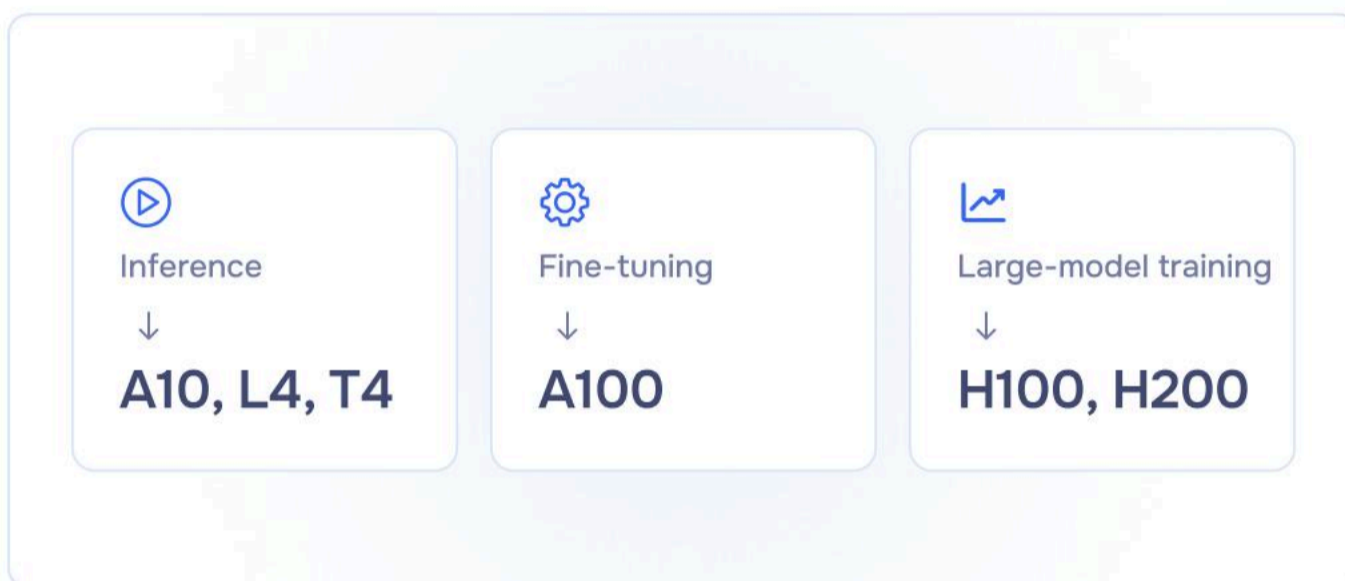 Inference
↓
A10, L4, T4
Fine-tuning
↓
A100
Large-model training
↓
H100, H200